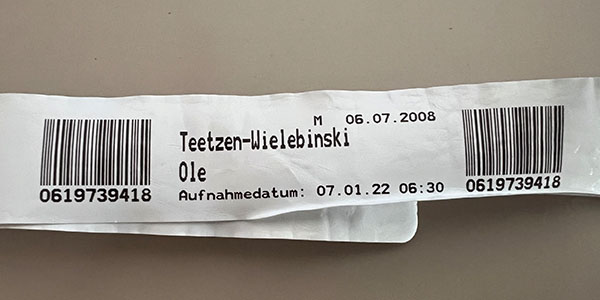 M 06.07.2008
Teetzen-Wielebinski
Ole
Aufnahmedatum: 07.01.22 06:30
0619739418
0619739418